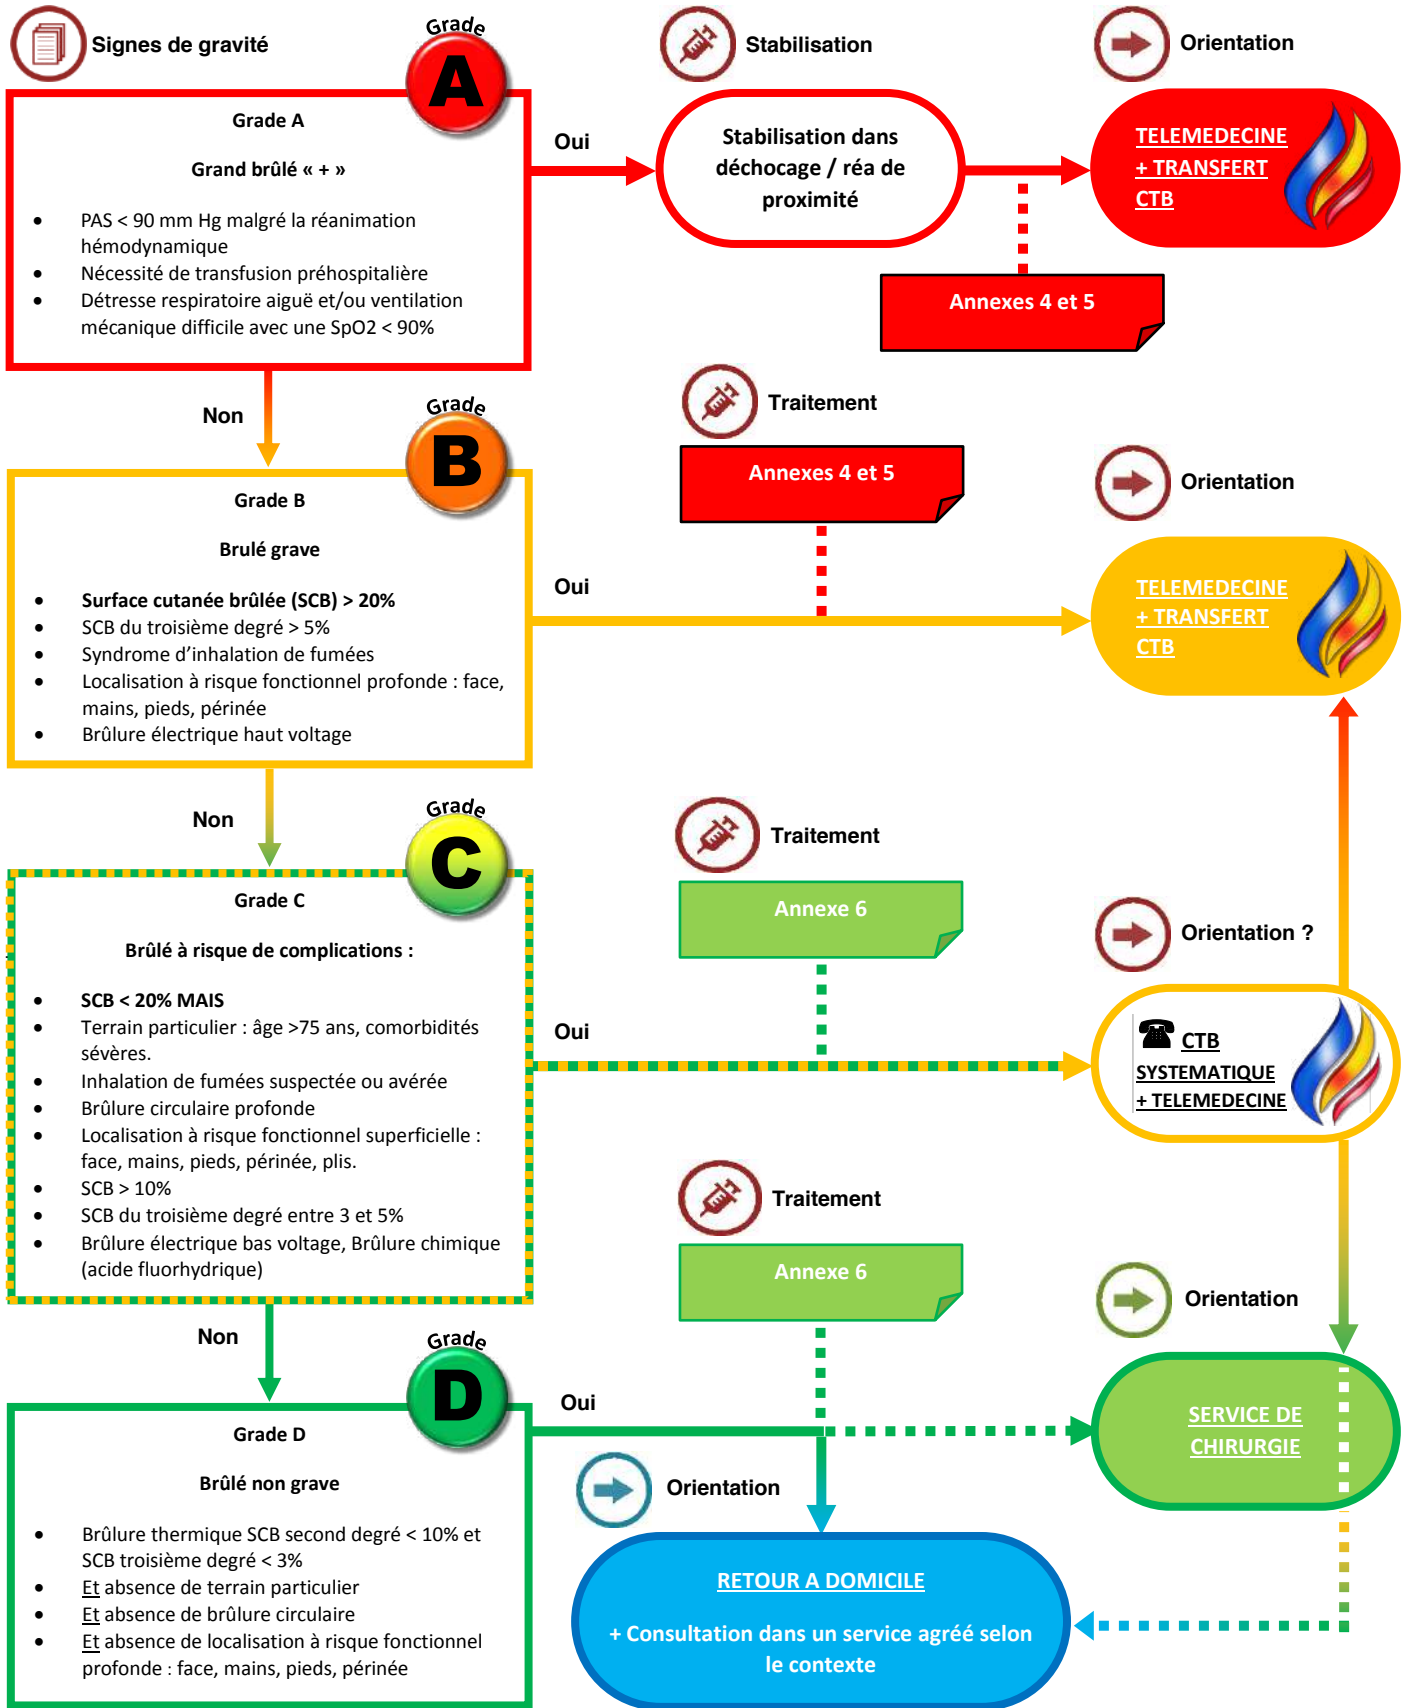 Signes de gravité
Grade
A
Stabilisation
Orientation
Grade A
Grand brûlé « + »
• PAS < 90 mm Hg malgré la réanimation
hémodynamique
• Nécessité de transfusion préhospitalière
• Détresse respiratoire aiguë et/ou ventilation
mécanique difficile avec une SpO2 < 90%
Oui
Stabilisation dans
déchocage / réa de
proximité
TELEMEDECINE
+ TRANSFERT
CTB
Annexes 4 et 5
Non
Grade
B
Traitement
Annexes 4 et 5
Orientation
Grade B
Brulé grave
• Surface cutanée brûlée (SCB) > 20%
• SCB du troisième degré > 5%
• Syndrome d’inhalation de fumées
• Localisation à risque fonctionnel profonde : face,
mains, pieds, périnée
• Brûlure électrique haut voltage
Oui
TELEMEDECINE
+ TRANSFERT
CTB
Non
Grade
C
Traitement
Annexe 6
Orientation ?
Grade C
Brûlé à risque de complications :
• SCB < 20% MAIS
• Terrain particulier : âge >75 ans, comorbidités
sévères.
• Inhalation de fumées suspectée ou avérée
• Brûlure circulaire profonde
• Localisation à risque fonctionnel superficielle :
face, mains, pieds, périnée, plis.
• SCB > 10%
• SCB du troisième degré entre 3 et 5%
• Brûlure électrique bas voltage, Brûlure chimique
(acide fluorhydrique)
Oui
☎ CTB
SYSTEMATIQUE
+ TELEMEDECINE
Non
Grade
D
Traitement
Annexe 6
Orientation
Grade D
Brûlé non grave
• Brûlure thermique SCB second degré < 10% et
SCB troisième degré < 3%
• Et absence de terrain particulier
• Et absence de brûlure circulaire
• Et absence de localisation à risque fonctionnel
profonde : face, mains, pieds, périnée
Oui
SERVICE DE
CHIRURGIE
Orientation
RETOUR A DOMICILE
+ Consultation dans un service agréé selon
le contexte